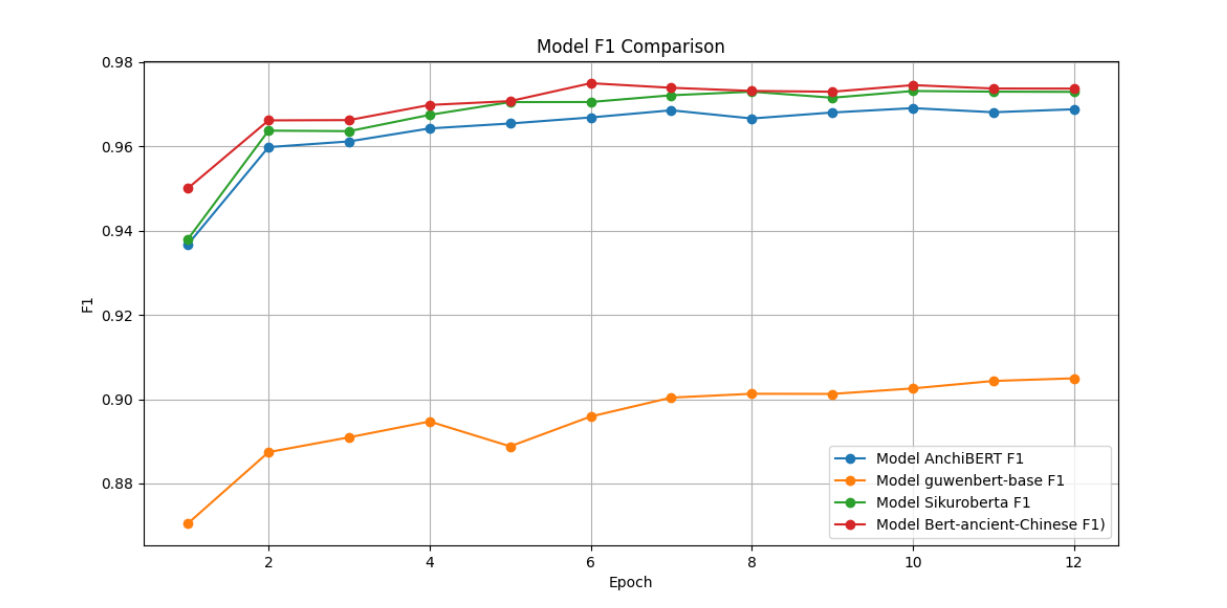 Model F1 Comparison
0.98
0.96
0.94
0.92
0.90
0.88
F1
2 4 6 8 10 12
Epoch
Model AnchiBERT F1
Model guwenbert-base F1
Model Sikuroberta F1
Model Bert-ancient-Chinese F1)